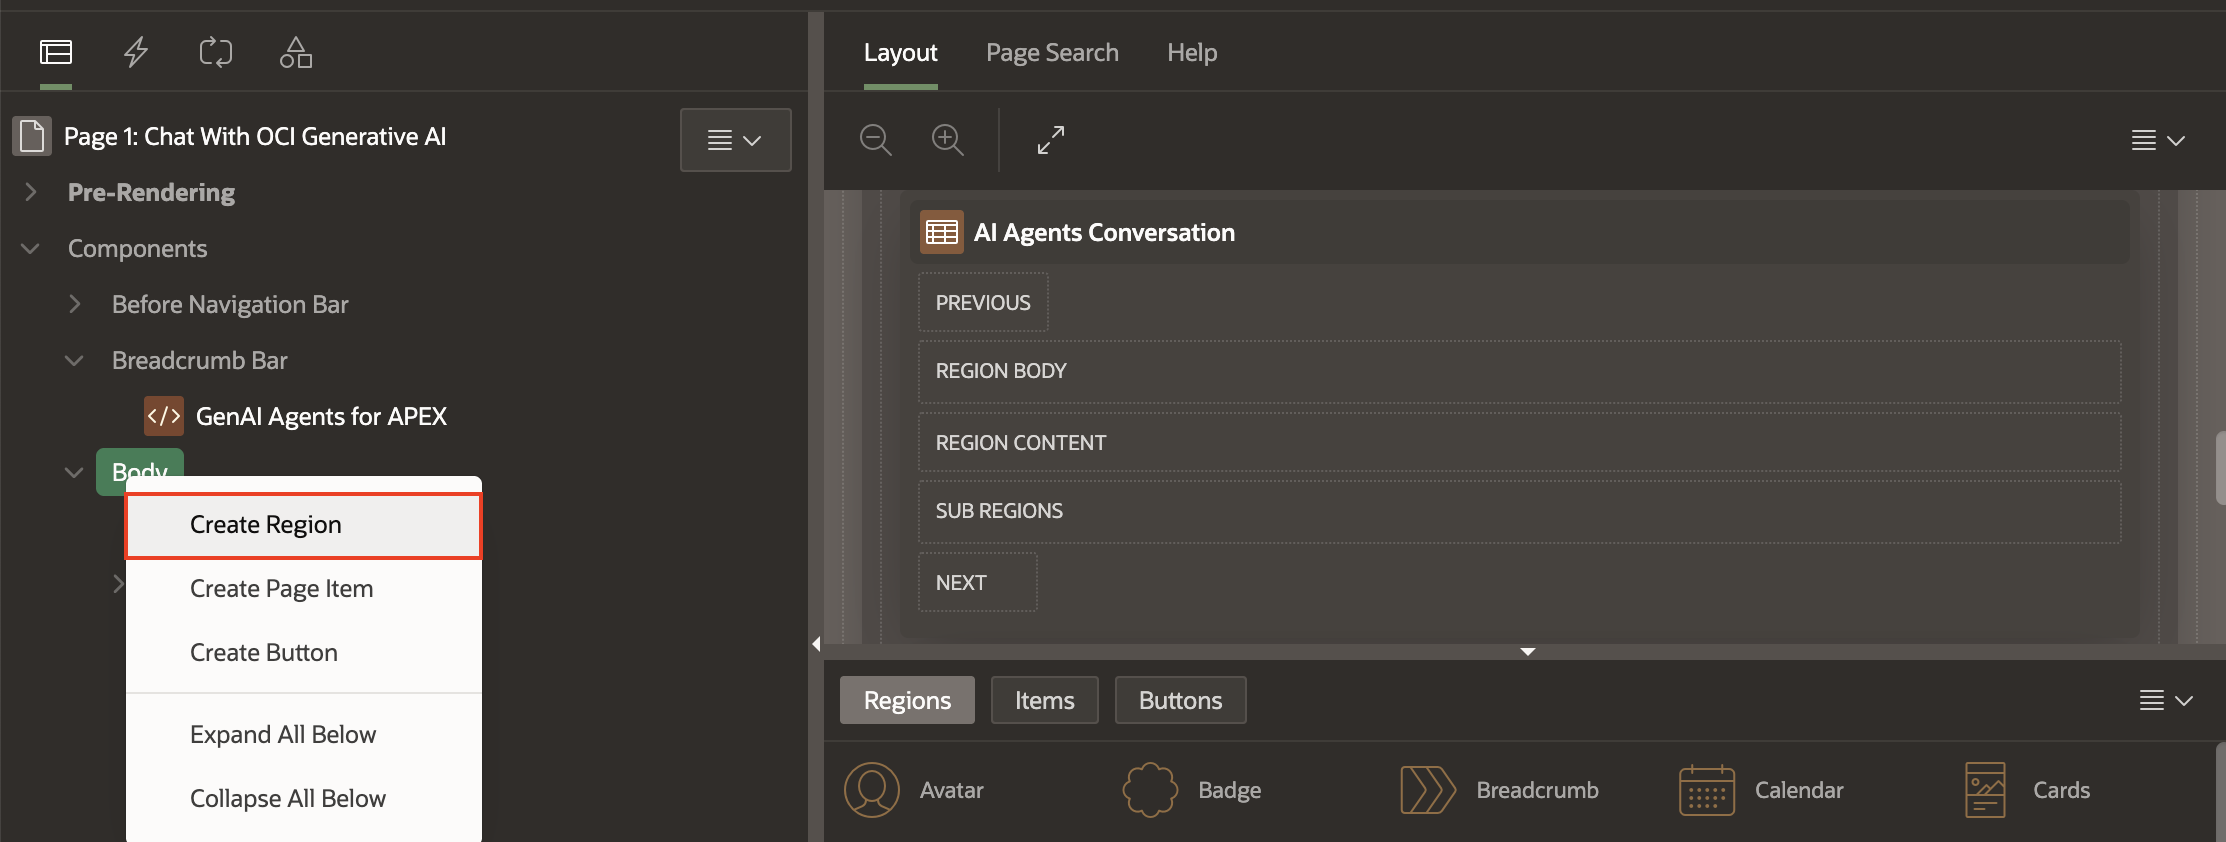 Layout
Page Search
Help
Page 1: Chat With OCI Generative AI
Pre-Rendering
Components
Before Navigation Bar
Breadcrumb Bar
GenAI Agents for APEX
Body
Create Region
Create Page Item
Create Button
Expand All Below
Collapse All Below
AI Agents Conversation
PREVIOUS
REGION BODY
REGION CONTENT
SUB REGIONS
NEXT
Regions
Items
Buttons
Avatar
Badge
Breadcrumb
Calendar
Cards